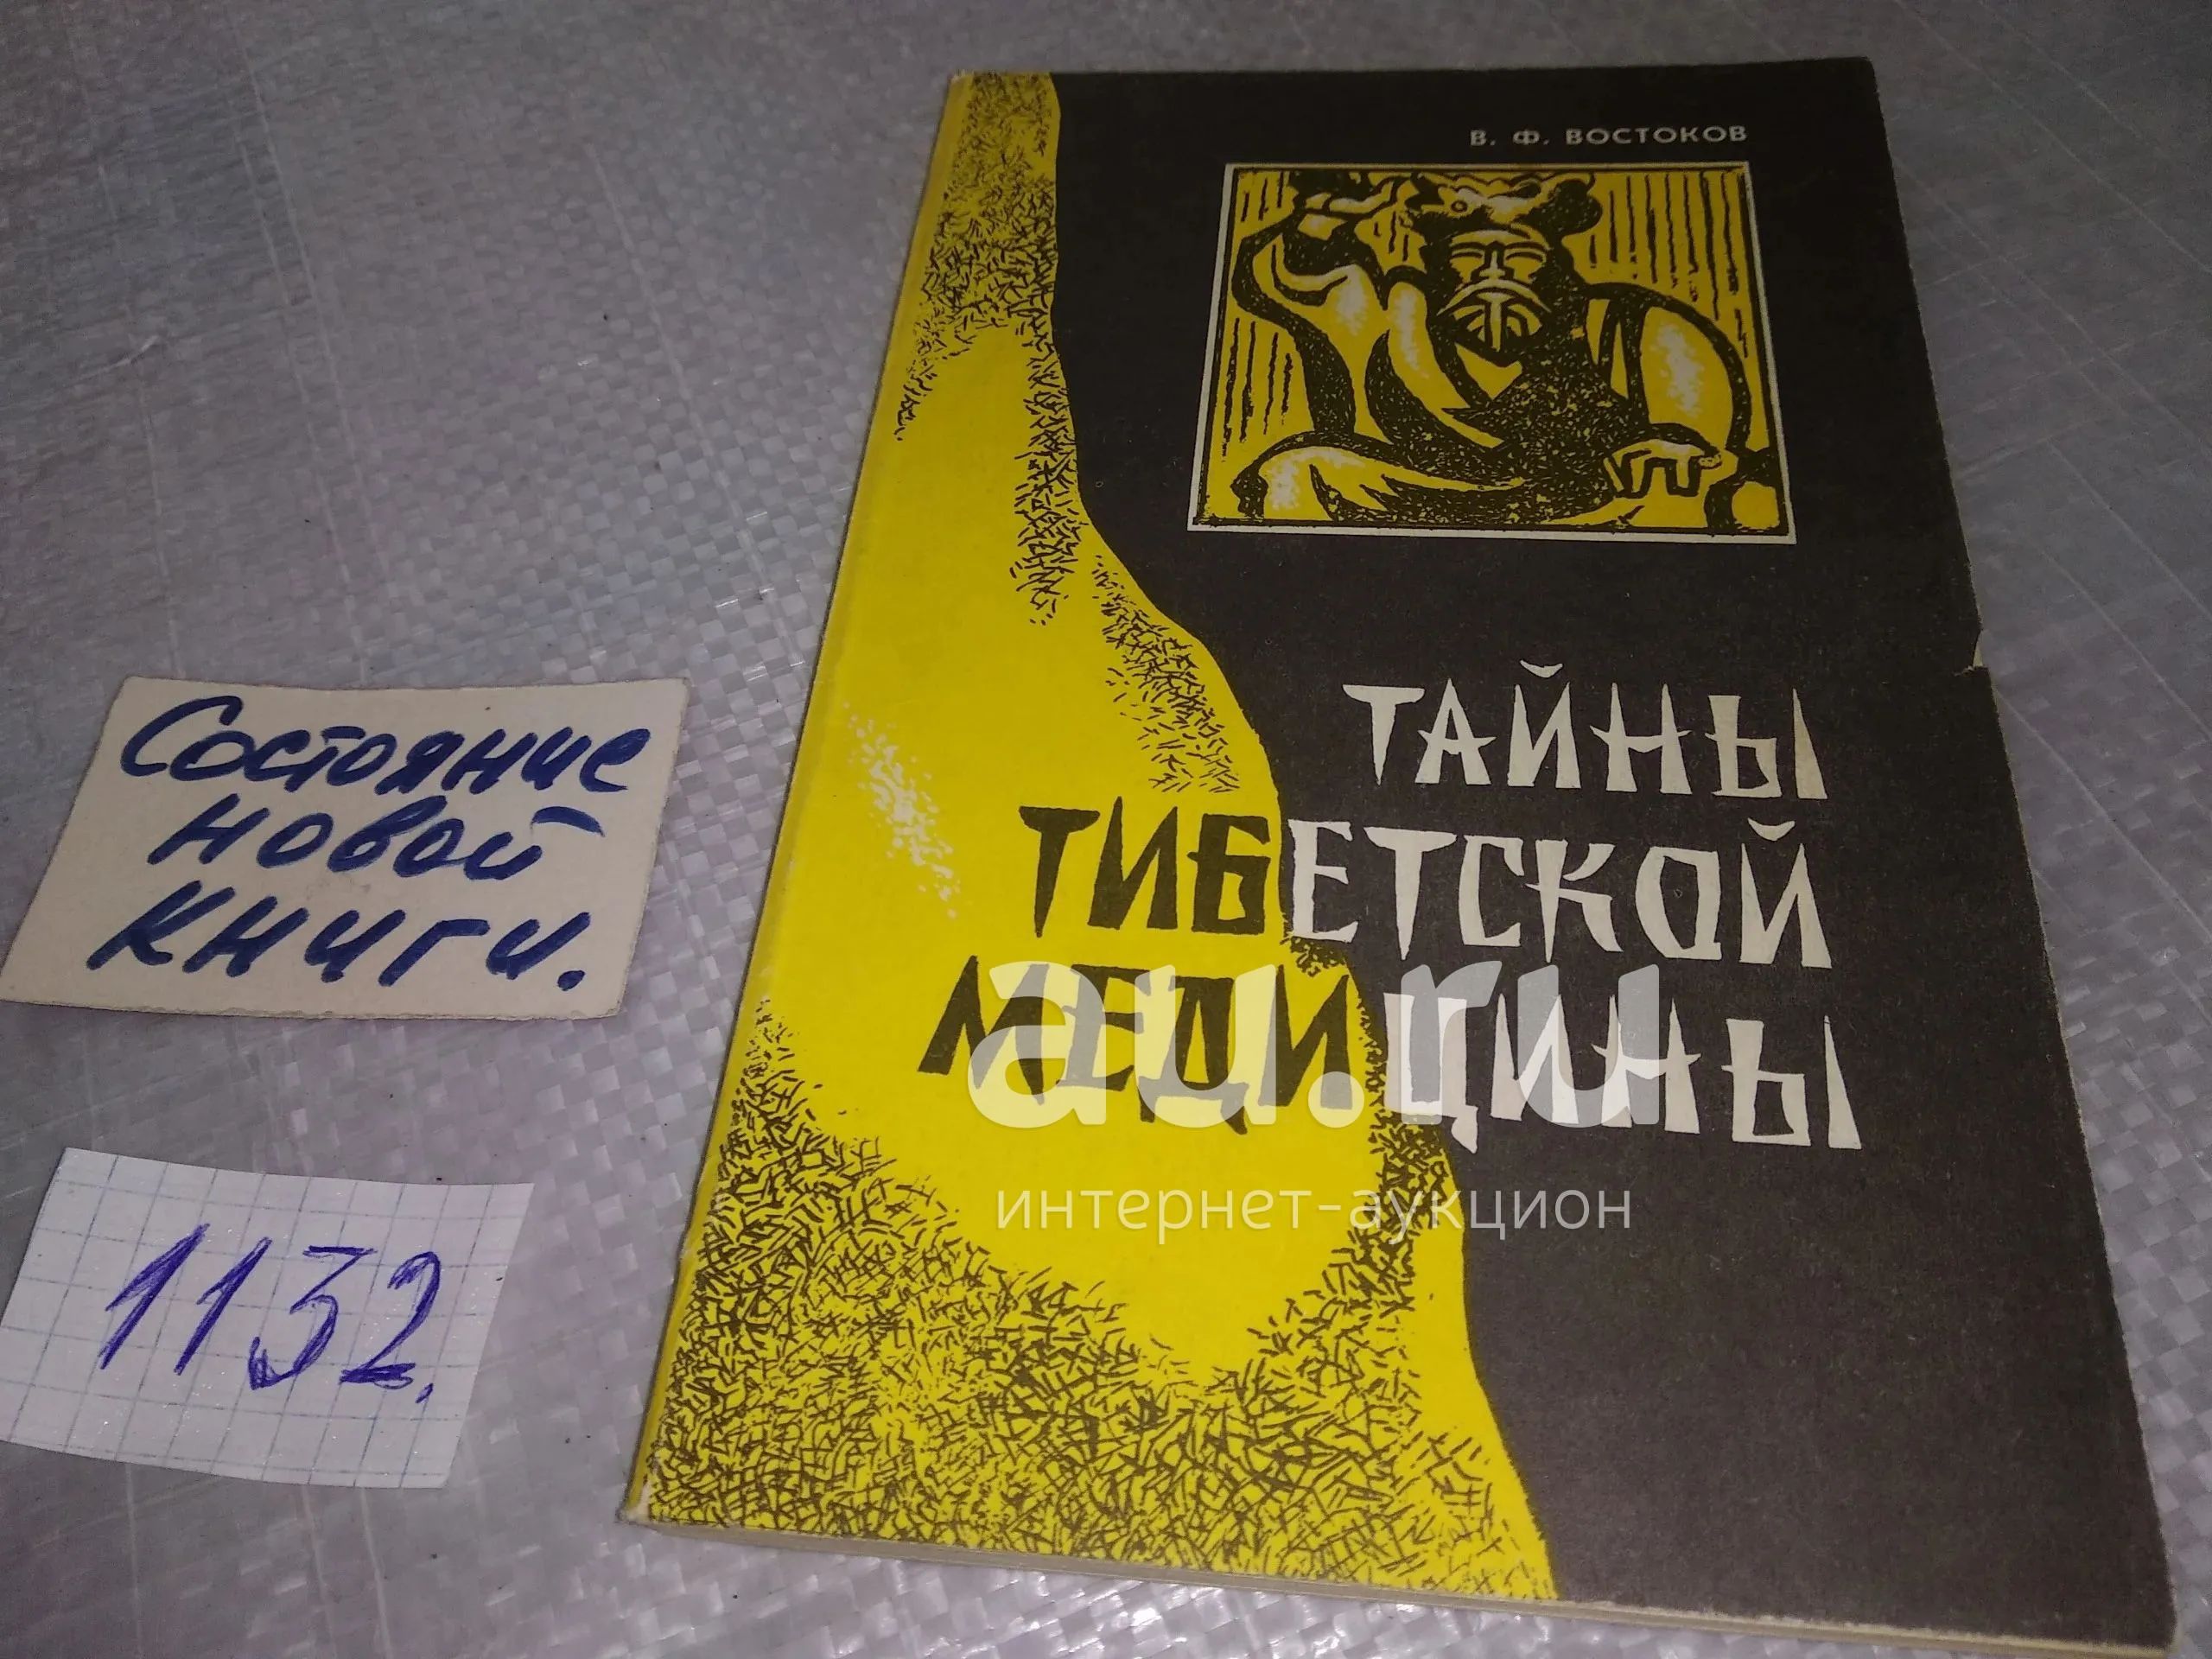 В. Ф. ВОСТОКОВ
ТАЙНЫ
ТИБЕТСКОЙ
МЕДИЦИНЫ
Состояние
новой
книги.
1132.
au.ru
интернет-аукцион